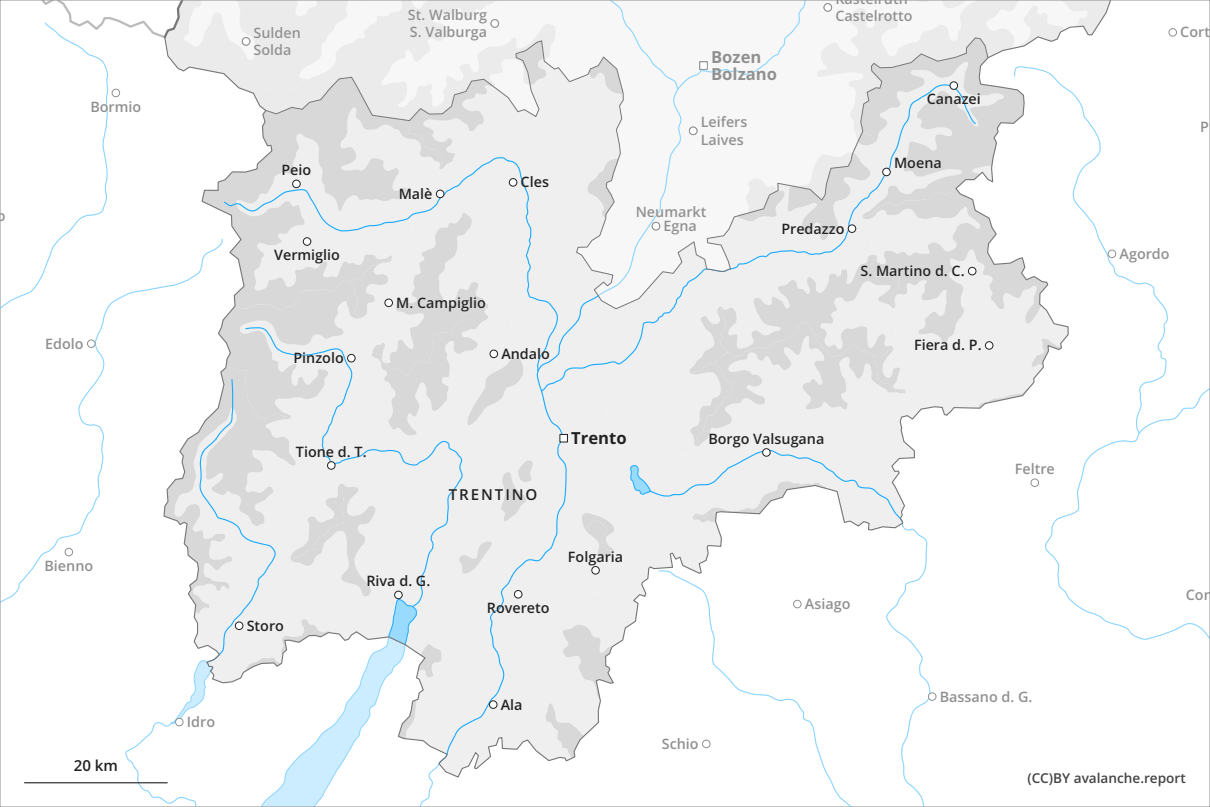 Kastelruth
Castelrotto
St. Walburg
S. Valburga
Sulden
Solda
Cort
Bozen
Bolzano
Bormio
Canazei
Leifers
Laives
P
Moena
Peio
Malè
Cles
Neumarkt
Egna
Predazzo
Vermiglio
Agordo
S. Martino d. C.
M. Campiglio
Edolo
Pinzolo
Andalo
Fiera d. P.
Trento
Borgo Valsugana
Tione d. T.
Feltre
TRENTINO
Folgaria
Bienno
Riva d. G.
Cor
Rovereto
Asiago
Storo
Bassano d. G.
Ala
Idro
Schio
20 km
(CC)BY avalanche.report